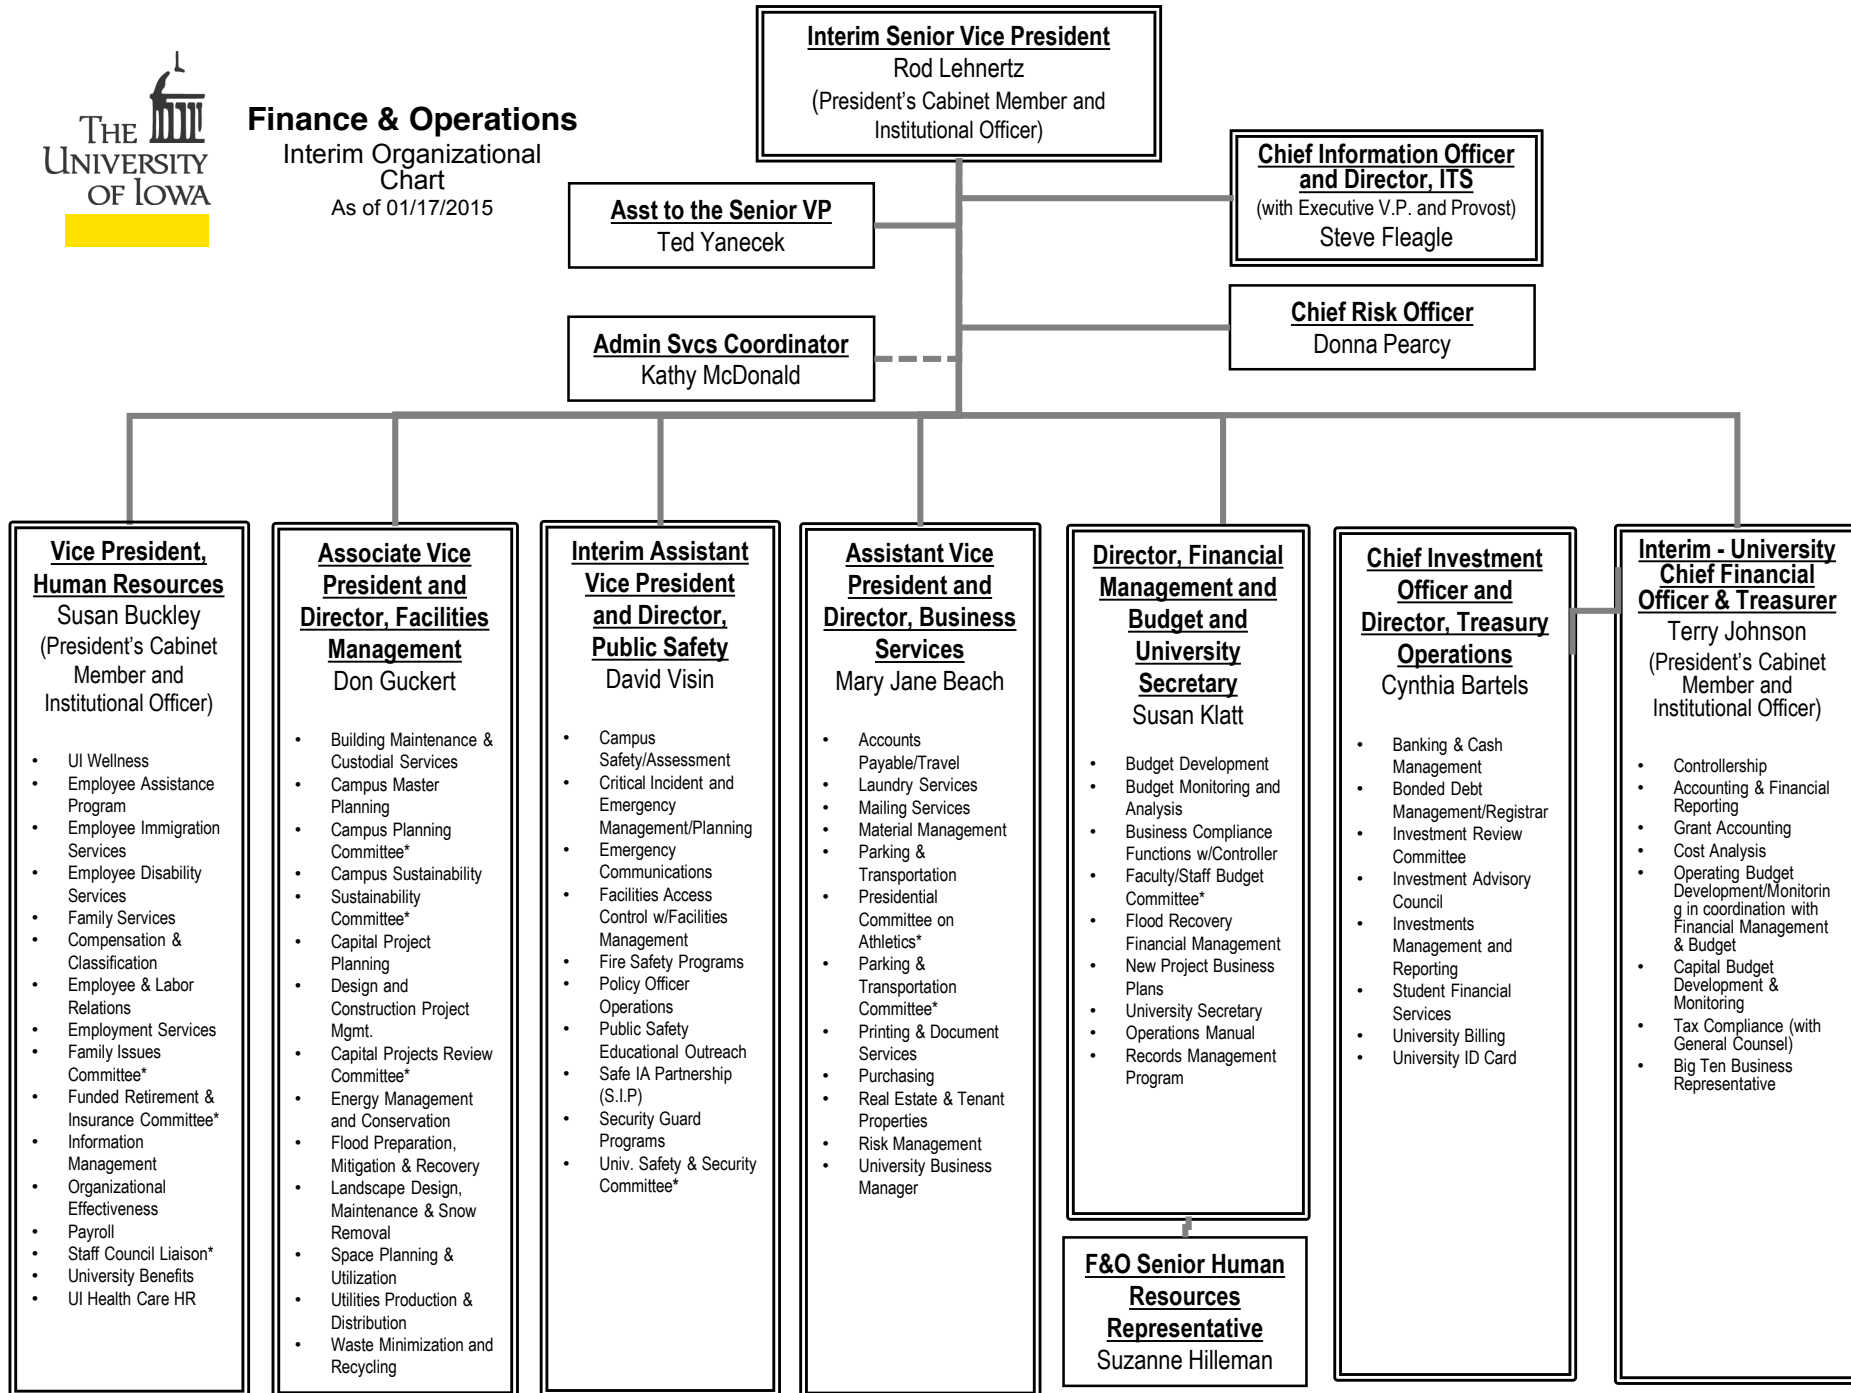 THE
UNIVERSITY
OF IOWA
Finance & Operations
Interim Organizational
Chart
As of 01/17/2015
Interim Senior Vice President
Rod Lehnertz
(President's Cabinet Member and
Institutional Officer)
Chief Information Officer
and Director, ITS
(with Executive V.P. and Provost)
Steve Fleagle
Asst to the Senior VP
Ted Yanecek
Chief Risk Officer
Donna Pearcy
Admin Svcs Coordinator
Kathy McDonald
Vice President,
Human Resources
Susan Buckley
(President's Cabinet
Member and
Institutional Officer)
• UI Wellness
• Employee Assistance
Program
• Employee Immigration
Services
• Employee Disability
Services
• Family Services
• Compensation &
Classification
• Employee & Labor
Relations
• Employment Services
• Family Issues
Committee*
• Funded Retirement &
Insurance Committee*
• Information
Management
• Organizational
Effectiveness
• Payroll
• Staff Council Liaison*
• University Benefits
• UI Health Care HR
Associate Vice
President and
Director, Facilities
Management
Don Guckert
• Building Maintenance &
Custodial Services
• Campus Master
Planning
• Campus Planning
Committee*
• Campus Sustainability
• Sustainability
Committee*
• Capital Project
Planning
• Design and
Construction Project
Mgmt.
• Capital Projects Review
Committee*
• Energy Management
and Conservation
• Flood Preparation,
Mitigation & Recovery
• Landscape Design,
Maintenance & Snow
Removal
• Space Planning &
Utilization
• Utilities Production &
Distribution
• Waste Minimization and
Recycling
Interim Assistant
Vice President
and Director,
Public Safety
David Visin
• Campus
Safety/Assessment
• Critical Incident and
Emergency
Management/Planning
• Emergency
Communications
• Facilities Access
Control w/Facilities
Management
• Fire Safety Programs
• Policy Officer
Operations
• Public Safety
Educational Outreach
• Safe IA Partnership
(S.I.P)
• Security Guard
Programs
• Univ. Safety & Security
Committee*
Assistant Vice
President and
Director, Business
Services
Mary Jane Beach
• Accounts
Payable/Travel
• Laundry Services
• Mailing Services
• Material Management
• Parking &
Transportation
• Presidential
Committee on
Athletics*
• Parking &
Transportation
Committee*
• Printing & Document
Services
• Purchasing
• Real Estate & Tenant
Properties
• Risk Management
• University Business
Manager
Director, Financial
Management and
Budget and
University
Secretary
Susan Klatt
• Budget Development
• Budget Monitoring and
Analysis
• Business Compliance
Functions w/Controller
• Faculty/Staff Budget
Committee*
• Flood Recovery
Financial Management
• New Project Business
Plans
• University Secretary
• Operations Manual
• Records Management
Program
F&O Senior Human
Resources
Representative
Suzanne Hilleman
Chief Investment
Officer and
Director, Treasury
Operations
Cynthia Bartels
• Banking & Cash
Management
• Bonded Debt
Management/Registrar
• Investment Review
Committee
• Investment Advisory
Council
• Investments
Management and
Reporting
• Student Financial
Services
• University Billing
• University ID Card
Interim - University
Chief Financial
Officer & Treasurer
Terry Johnson
(President's Cabinet
Member and
Institutional Officer)
• Controllership
• Accounting & Financial
Reporting
• Grant Accounting
• Cost Analysis
• Operating Budget
Development/Monitorin
g in coordination with
Financial Management
& Budget
• Capital Budget
Development &
Monitoring
• Tax Compliance (with
General Counsel)
• Big Ten Business
Representative